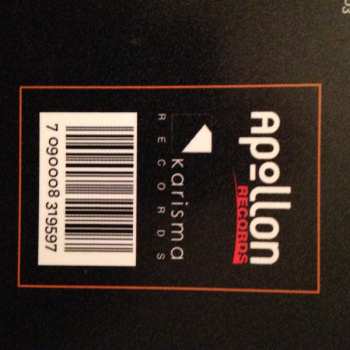 Apollon
RECORDS
karisma
RECORDS
7 090008 319597